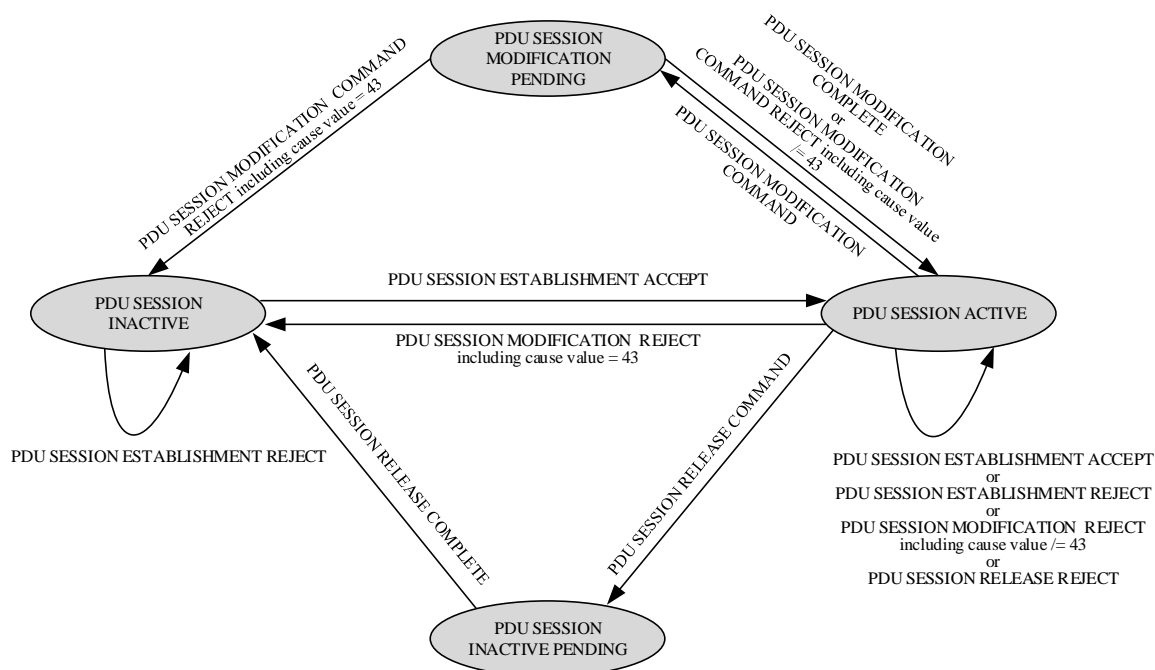 PDU SESSION
MODIFICATION
PENDING
PDU SESSION MODIFICATION
COMPLETE
or
PDU SESSION MODIFICATION
COMMAND REJECT including cause value
/= 43
PDU SESSION MODIFICATION
COMMAND
PDU SESSION MODIFICATION COMMAND
REJECT including cause value = 43
PDU SESSION
INACTIVE
PDU SESSION ESTABLISHMENT ACCEPT
PDU SESSION MODIFICATION REJECT
including cause value = 43
PDU SESSION ACTIVE
PDU SESSION ESTABLISHMENT REJECT
PDU SESSION RELEASE COMPLETE
PDU SESSION RELEASE COMMAND
PDU SESSION ESTABLISHMENT ACCEPT
or
PDU SESSION ESTABLISHMENT REJECT
or
PDU SESSION MODIFICATION REJECT
including cause value /= 43
or
PDU SESSION RELEASE REJECT
PDU SESSION
INACTIVE PENDING